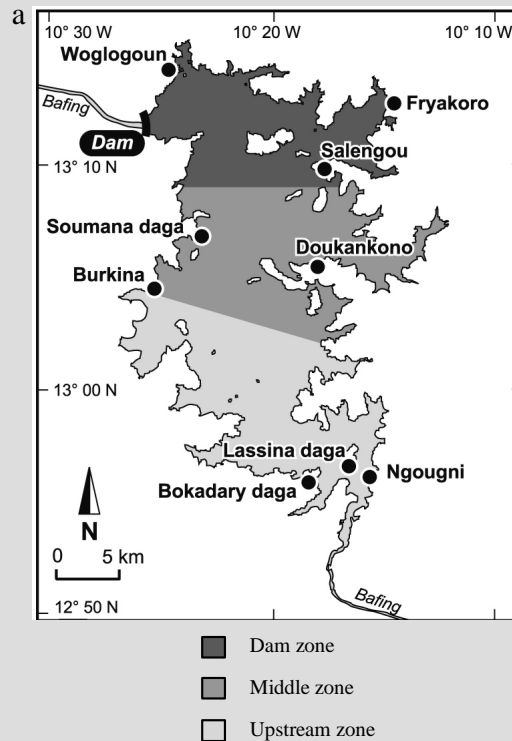 a
10° 30 W
10° 20 W
10° 10 W
Woglogoun
Bafing
Fryakoro
Dam
Salengou
13° 10 N
Soumana daga
Doukankono
Burkina
13° 00 N
Lassina daga
Ngougni
Bokadary daga
N
0 5 km
Bafing
12° 50 N
Dam zone
Middle zone
Upstream zone